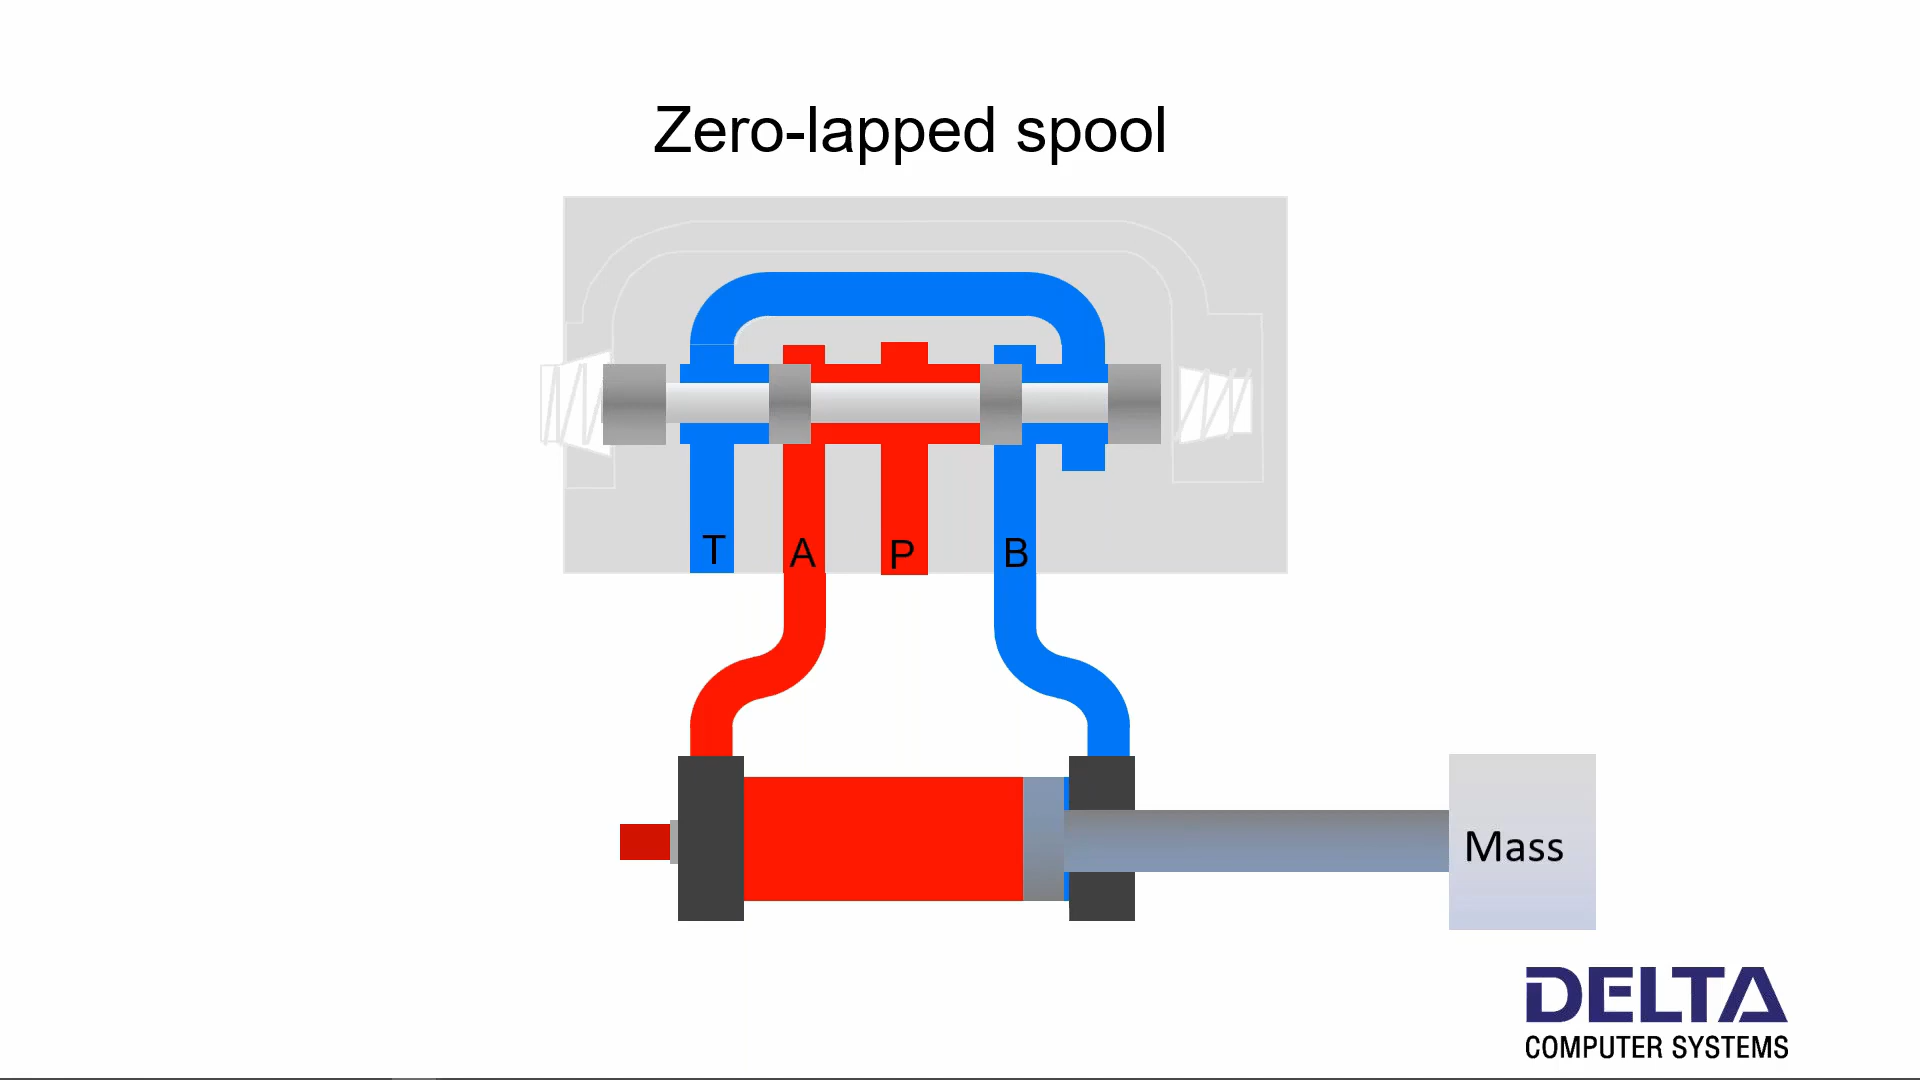 Zero-lapped spool
T A P B
Mass
DELTA
COMPUTER SYSTEMS